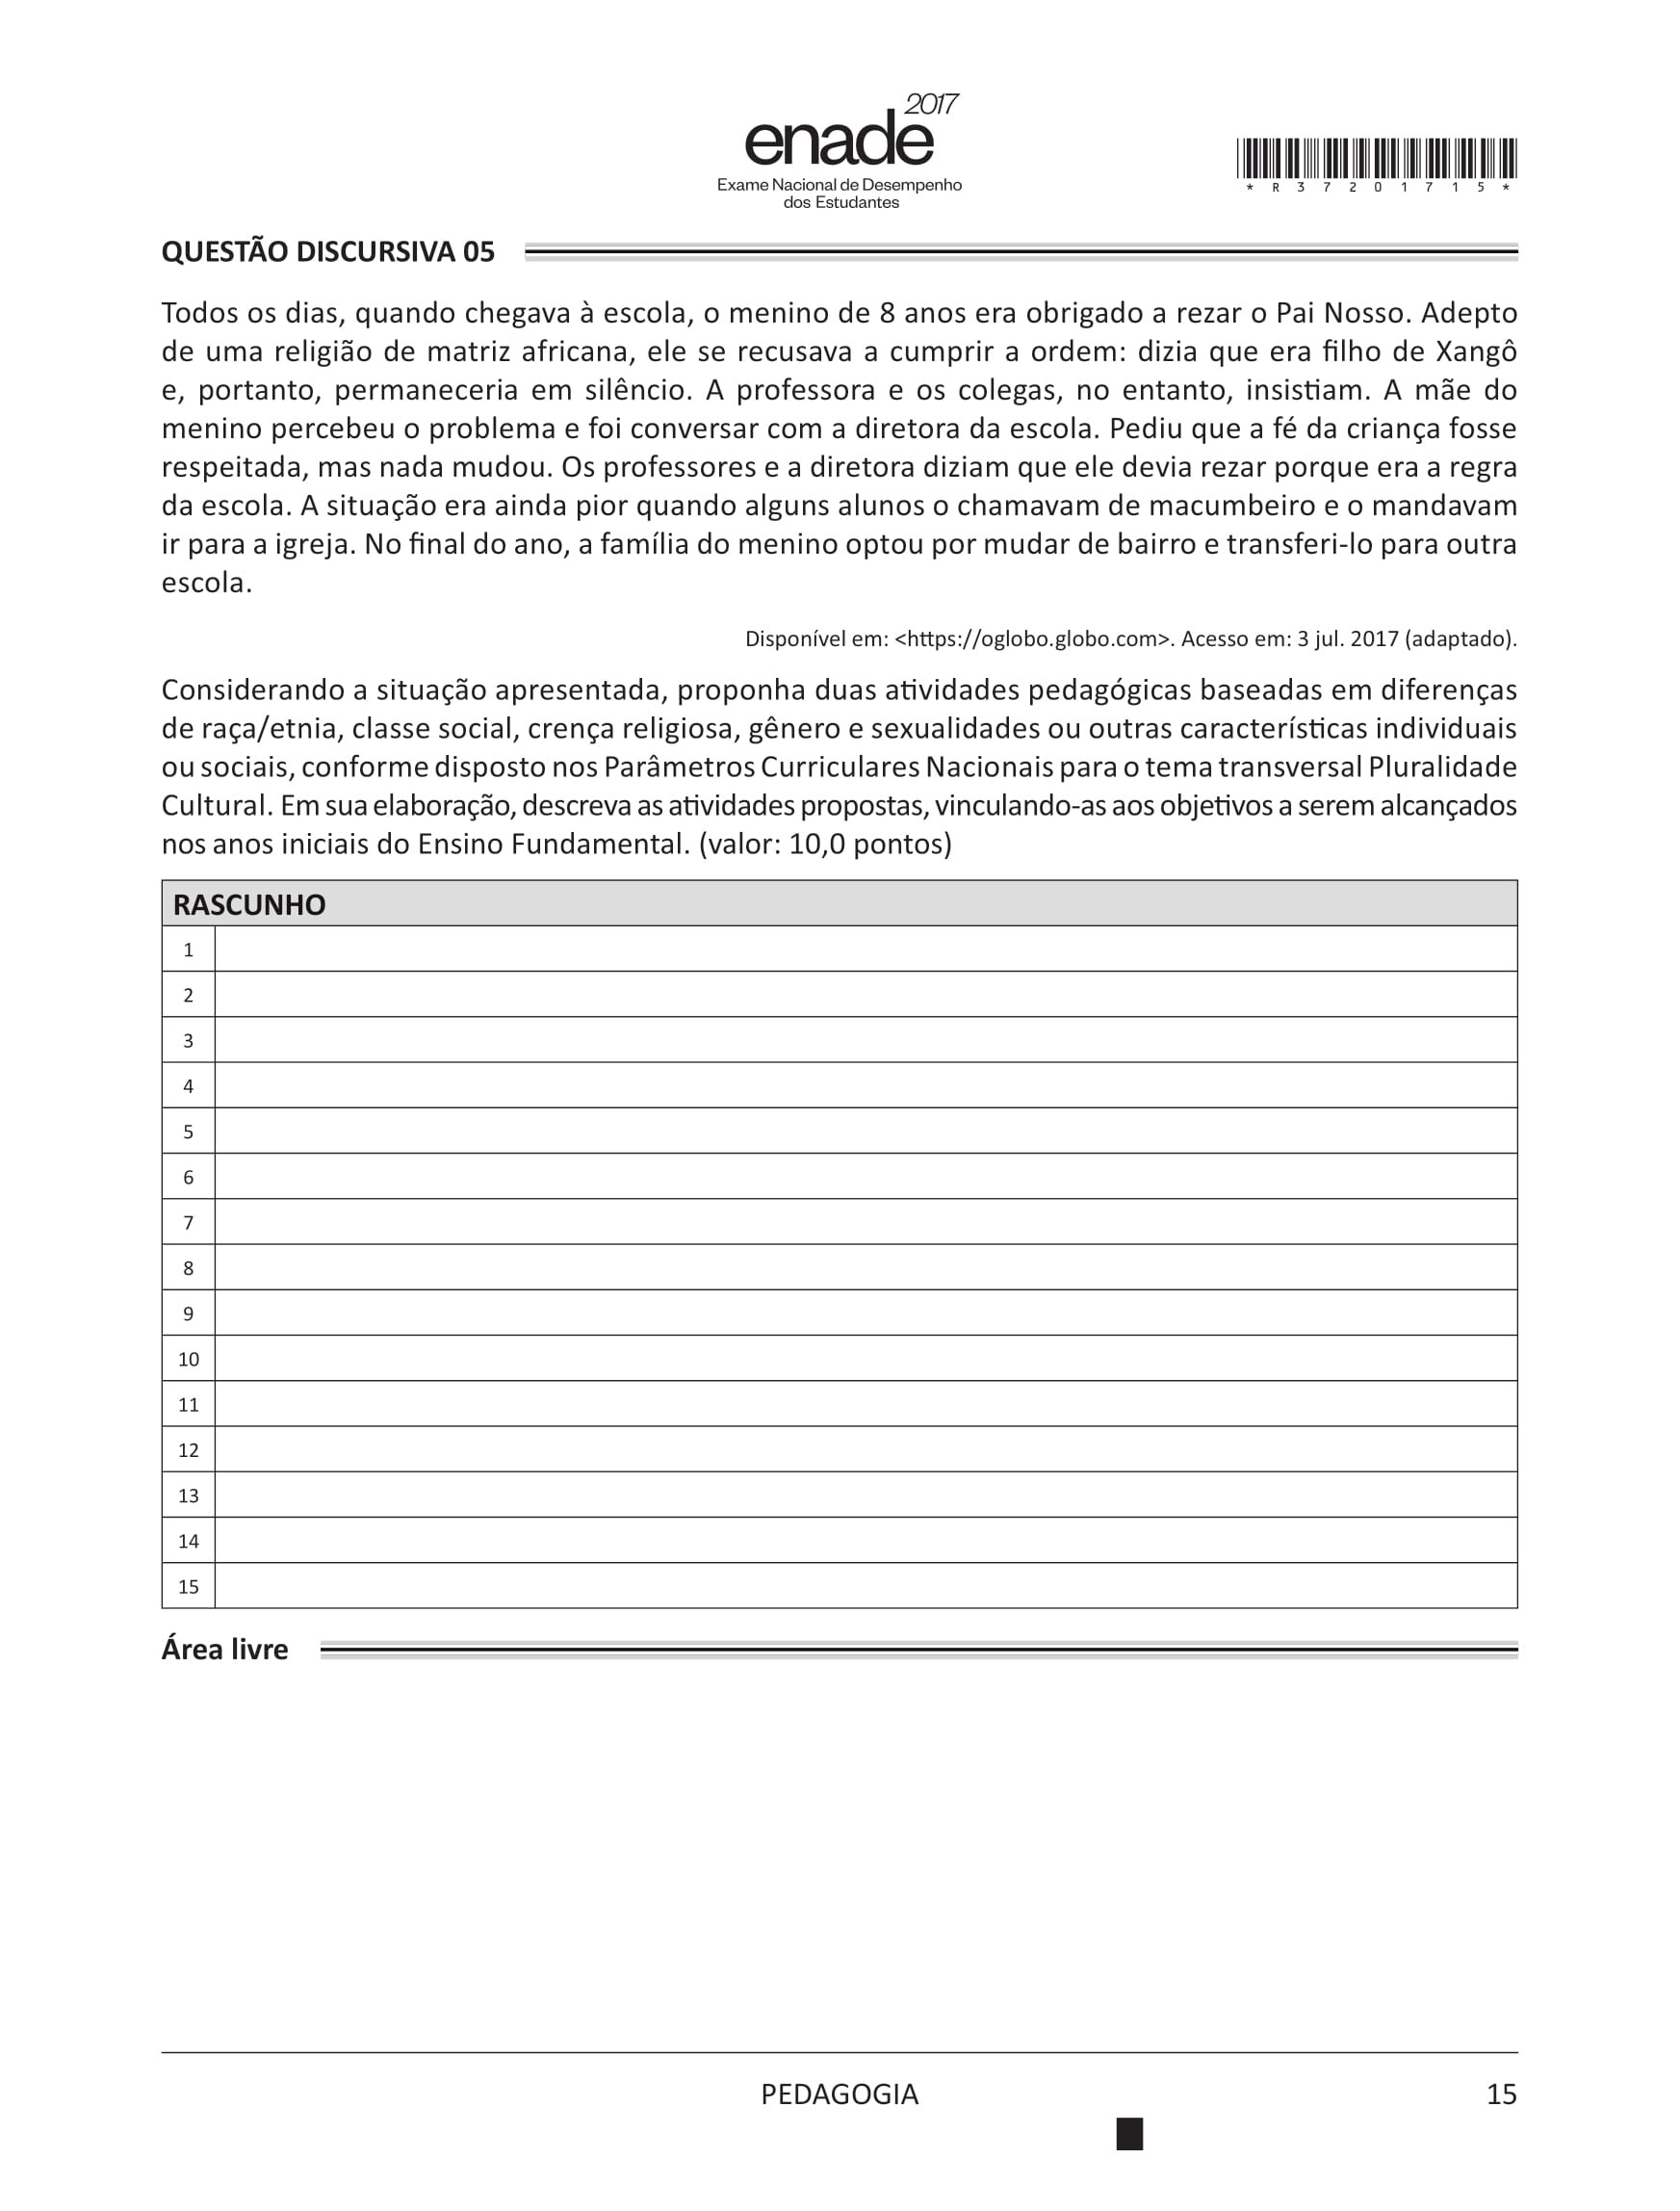 2017
enade
Exame Nacional de Desempenho
dos Estudantes
* R 3 7 2 0 1 7 1 5 *
QUESTÃO DISCURSIVA 05
Todos os dias, quando chegava à escola, o menino de 8 anos era obrigado a rezar o Pai Nosso. Adepto
de uma religião de matriz africana, ele se recusava a cumprir a ordem: dizia que era filho de Xangô
e, portanto, permaneceria em silêncio. A professora e os colegas, no entanto, insistiam. A mãe do
menino percebeu o problema e foi conversar com a diretora da escola. Pediu que a fé da criança fosse
respeitada, mas nada mudou. Os professores e a diretora diziam que ele devia rezar porque era a regra
da escola. A situação era ainda pior quando alguns alunos o chamavam de macumbeiro e o mandavam
ir para a igreja. No final do ano, a família do menino optou por mudar de bairro e transferi-lo para outra
escola.
Disponível em: <https://oglobo.globo.com>. Acesso em: 3 jul. 2017 (adaptado).
Considerando a situação apresentada, proponha duas atividades pedagógicas baseadas em diferenças
de raça/etnia, classe social, crença religiosa, gênero e sexualidades ou outras características individuais
ou sociais, conforme disposto nos Parâmetros Curriculares Nacionais para o tema transversal Pluralidade
Cultural. Em sua elaboração, descreva as atividades propostas, vinculando-as aos objetivos a serem alcançados
nos anos iniciais do Ensino Fundamental. (valor: 10,0 pontos)
RASCUNHO
1
2
3
4
5
6
7
8
9
10
11
12
13
14
15
Área livre
PEDAGOGIA
15